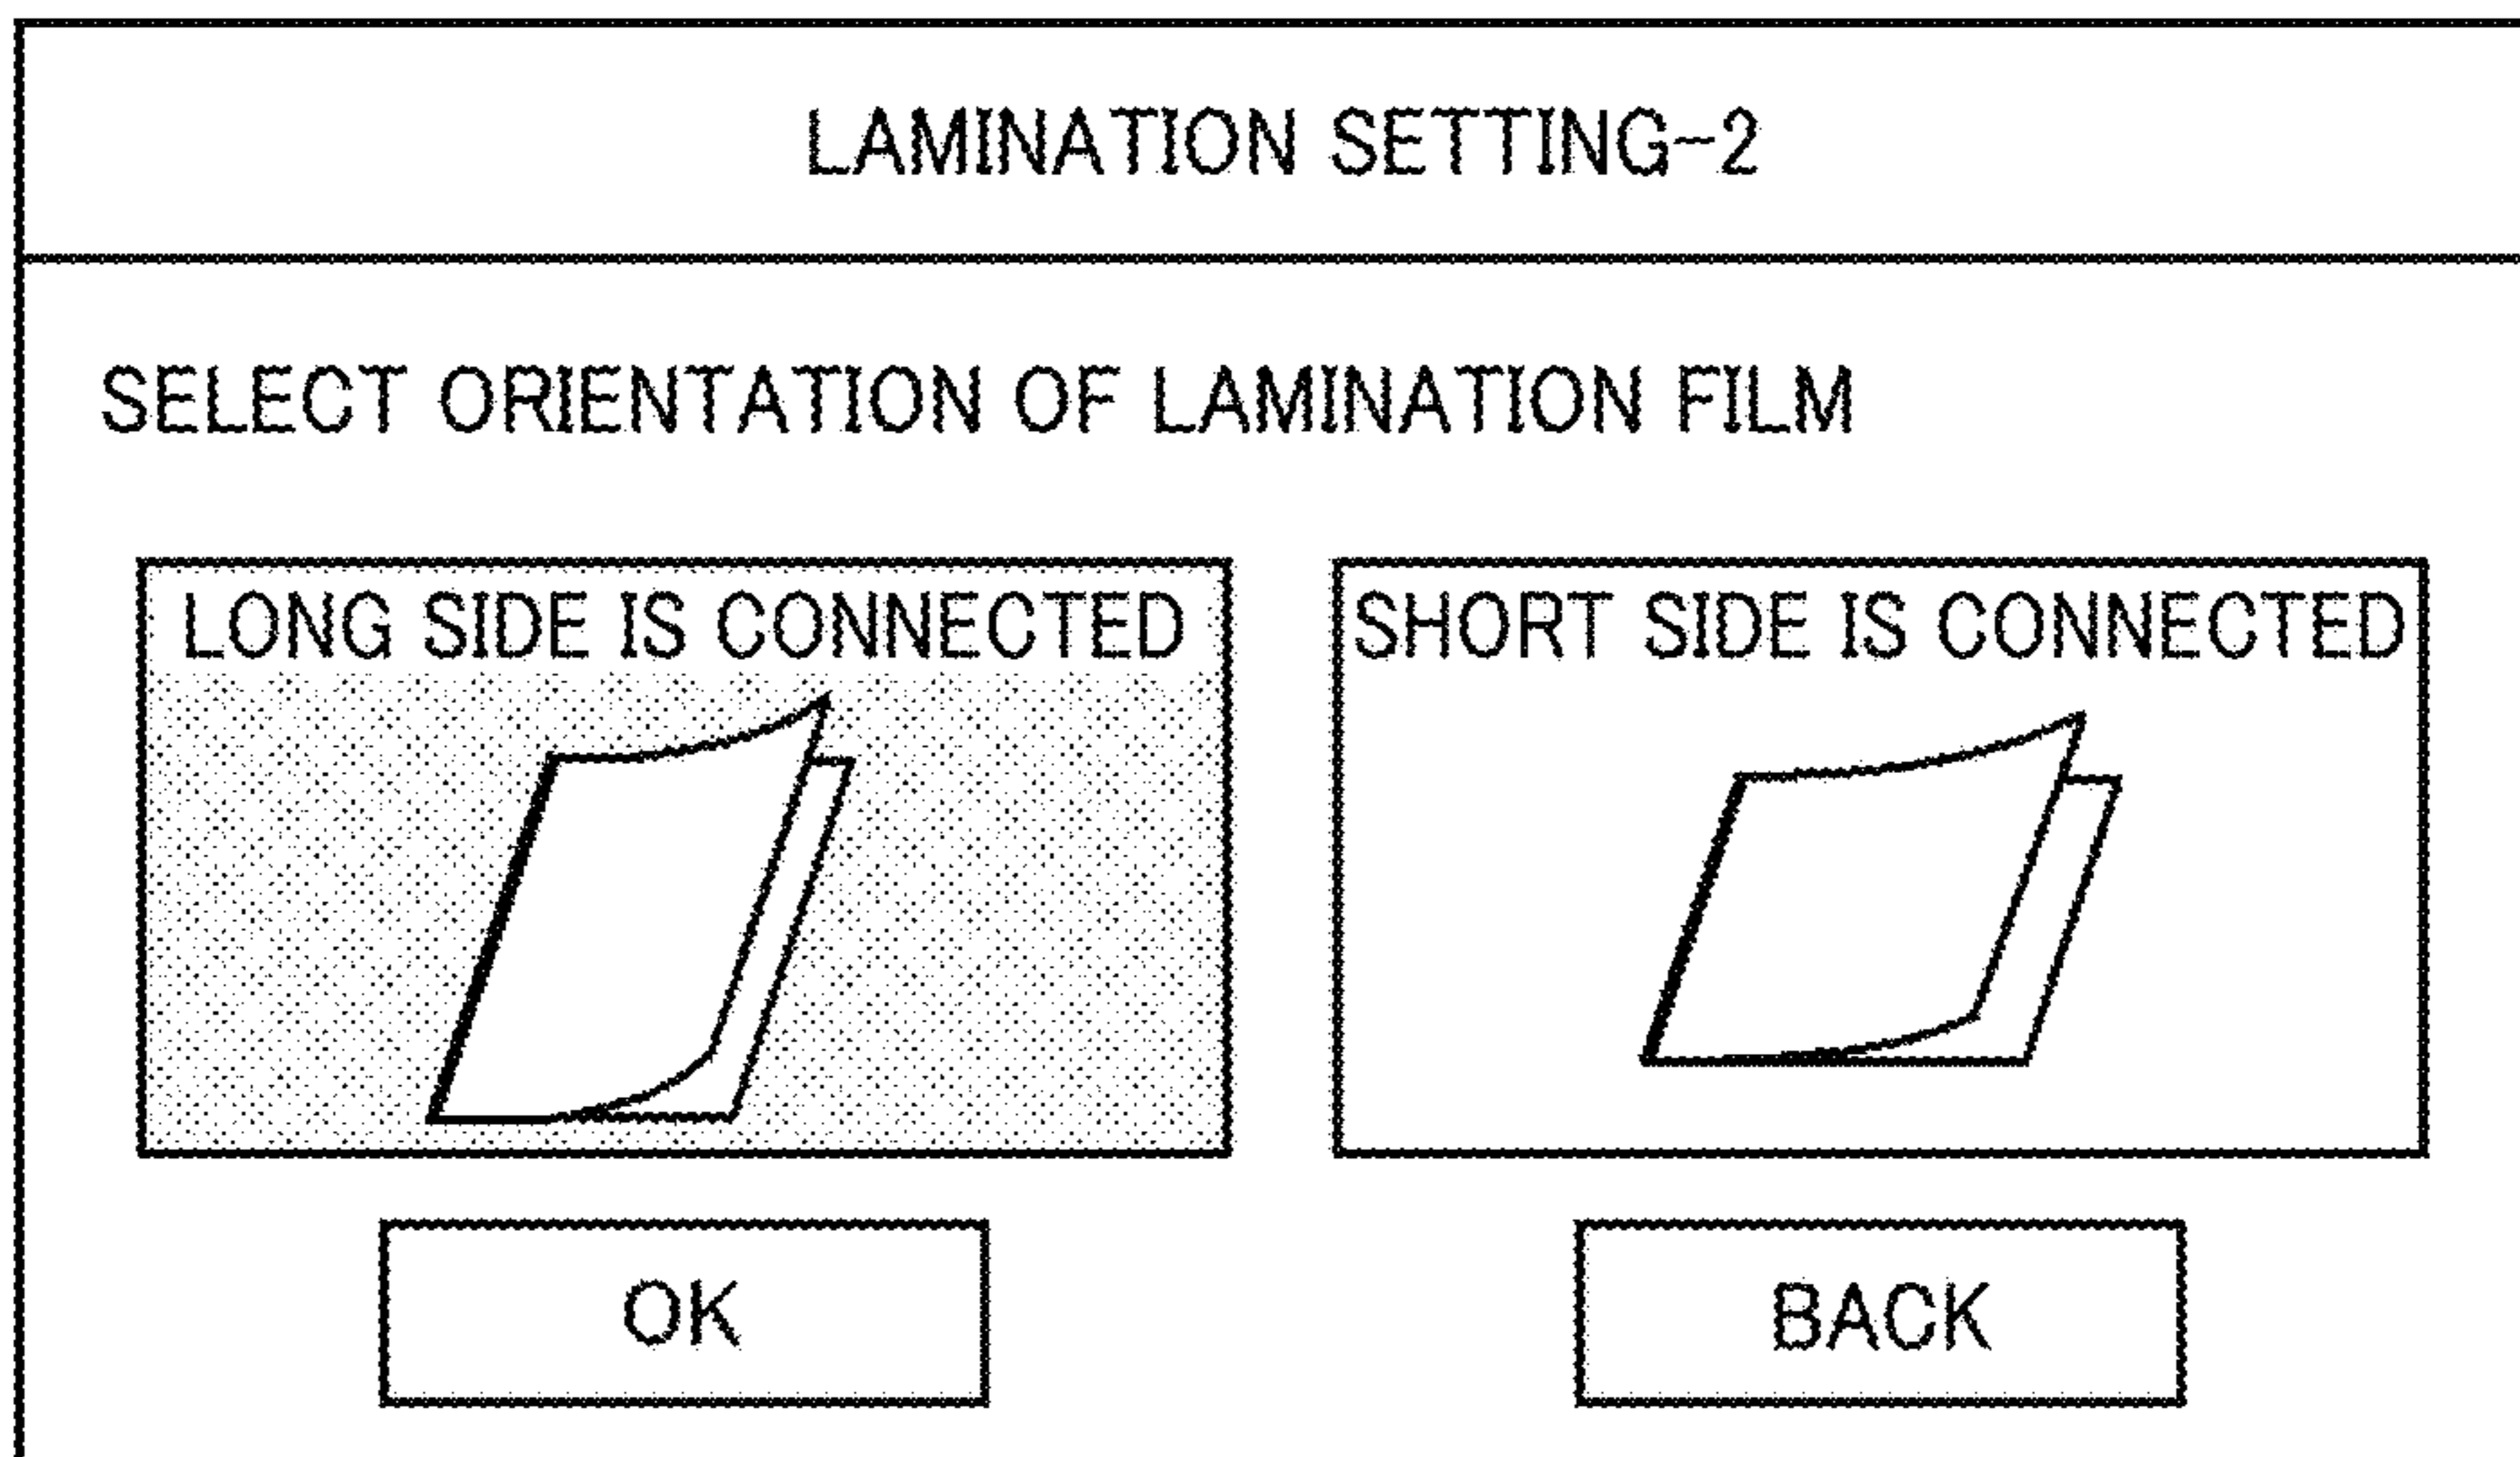 LAMINATION SETTING-2
SELECT ORIENTATION OF LAMINATION FILM
LONG SIDE IS CONNECTED
SHORT SIDE IS CONNECTED
OK
BACK